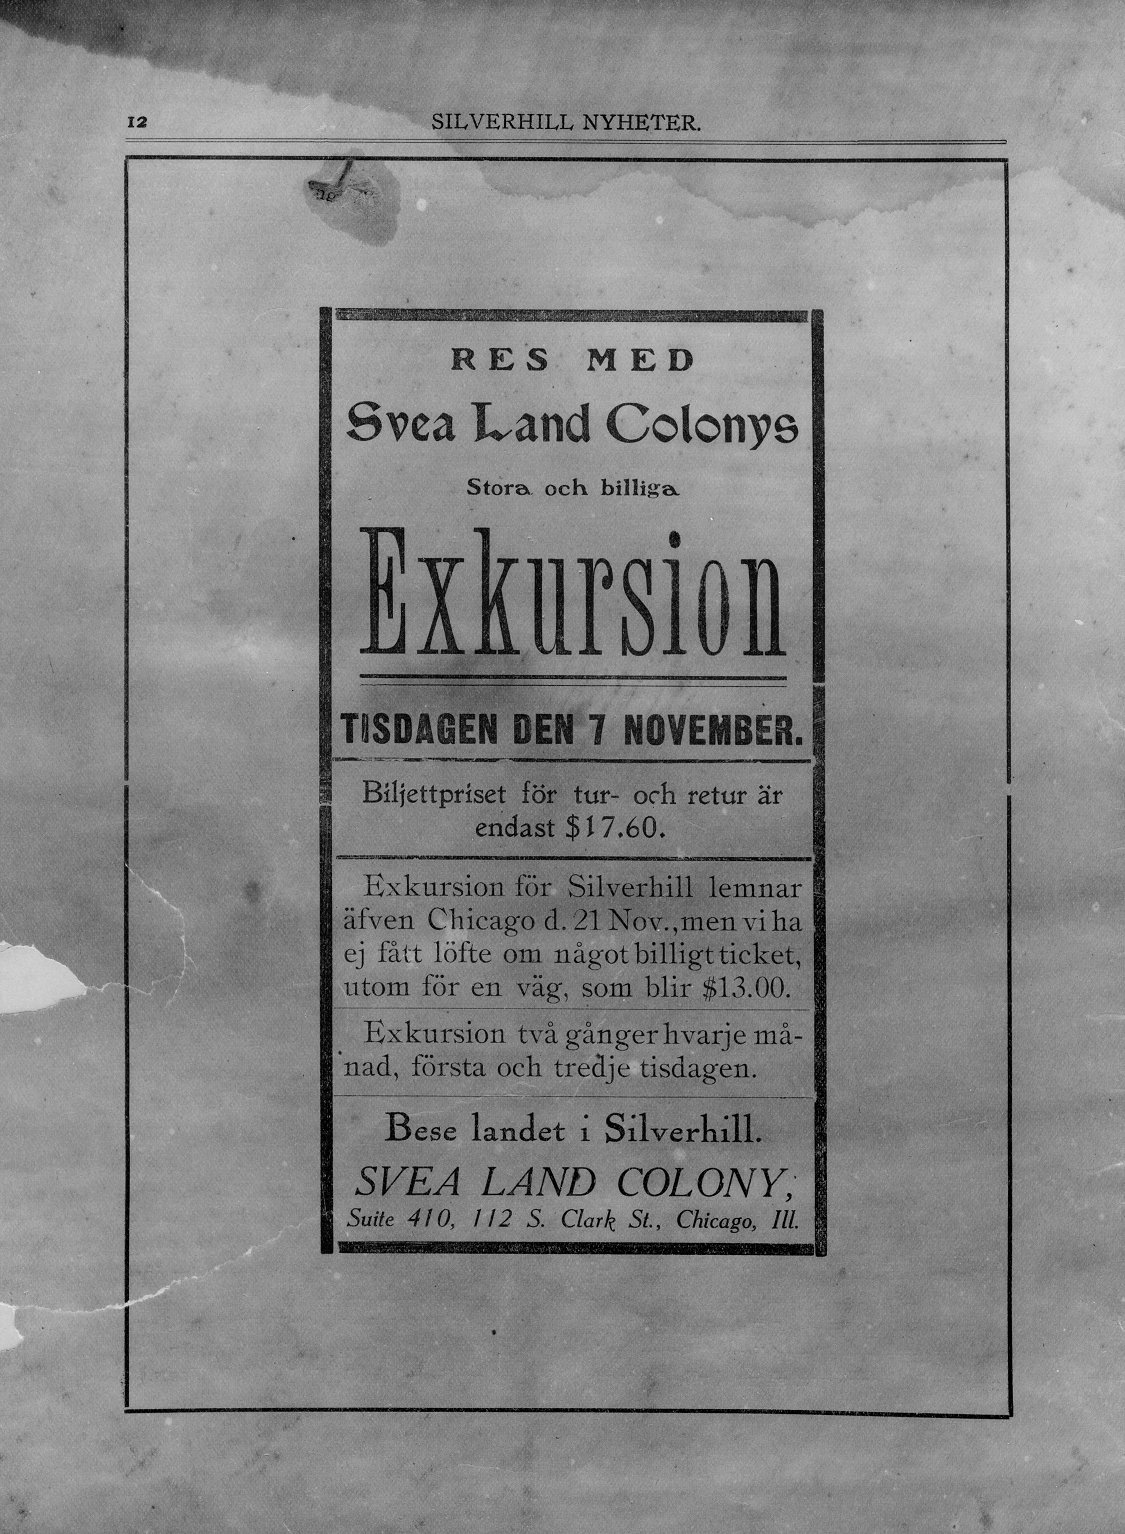 12
SILVERHILL NYHETER.
RES MED
Svea Land Colonys
Stora och billiga
Exkursion
TISDAGEN DEN 7 NOVEMBER.
Biljettpriset för tur- och retur är
endast $17.60.
Exkursion för Silverhill lemnar
äfven Chicago d. 21 Nov., men vi ha
ej fått löfte om något billigt ticket,
utom för en väg, som blir $13.00.
Exkursion två gånger hvarje må-
nad, första och tredje tisdagen.
Bese landet i Silverhill.
SVEA LAND COLONY,
Suite 410, 112 S. Clark St., Chicago, Ill.